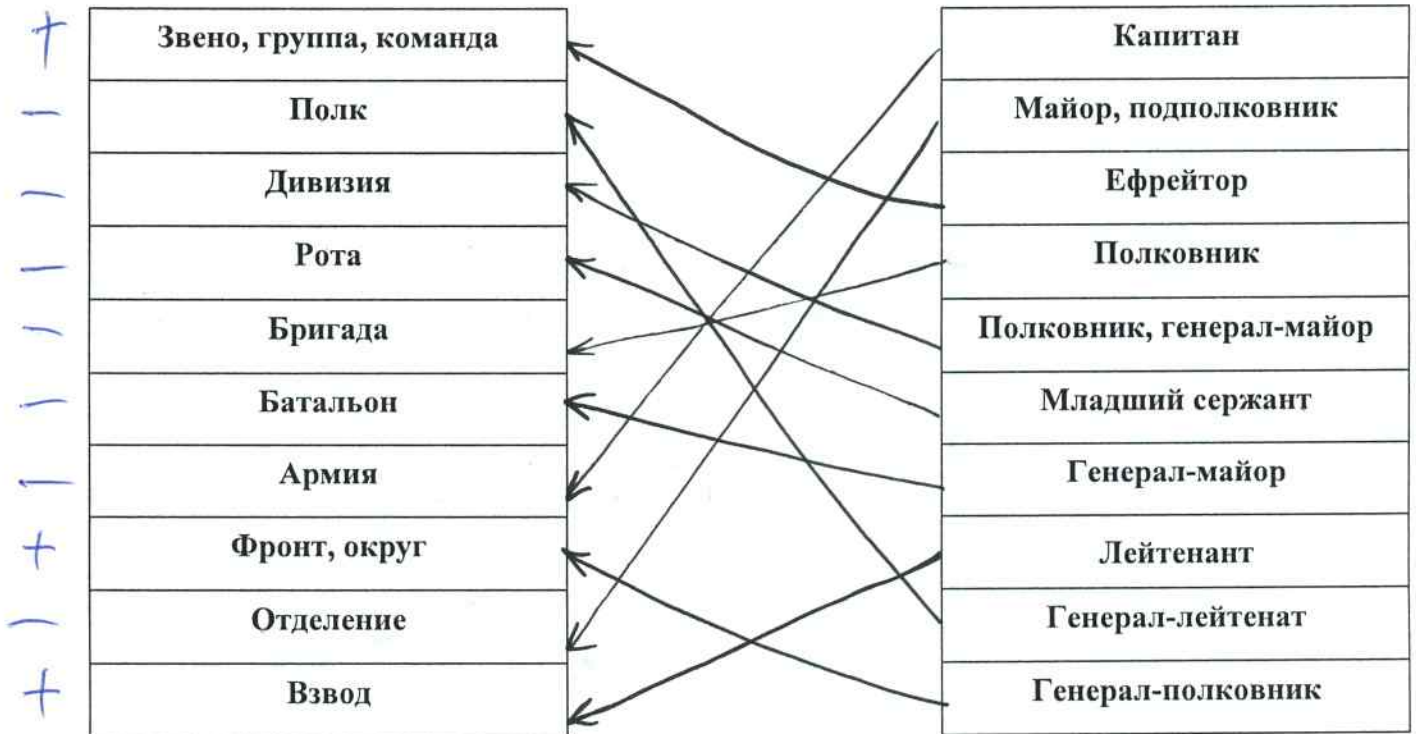 + Звено, группа, команда Капитан
- Полк Майор, подполковник
- Дивизия Ефрейтор
- Рота Полковник
- Бригада Полковник, генерал-майор
- Батальон Младший сержант
- Армия Генерал-майор
+ Фронт, округ Лейтенант
- Отделение Генерал-лейтенат
+ Взвод Генерал-полковник